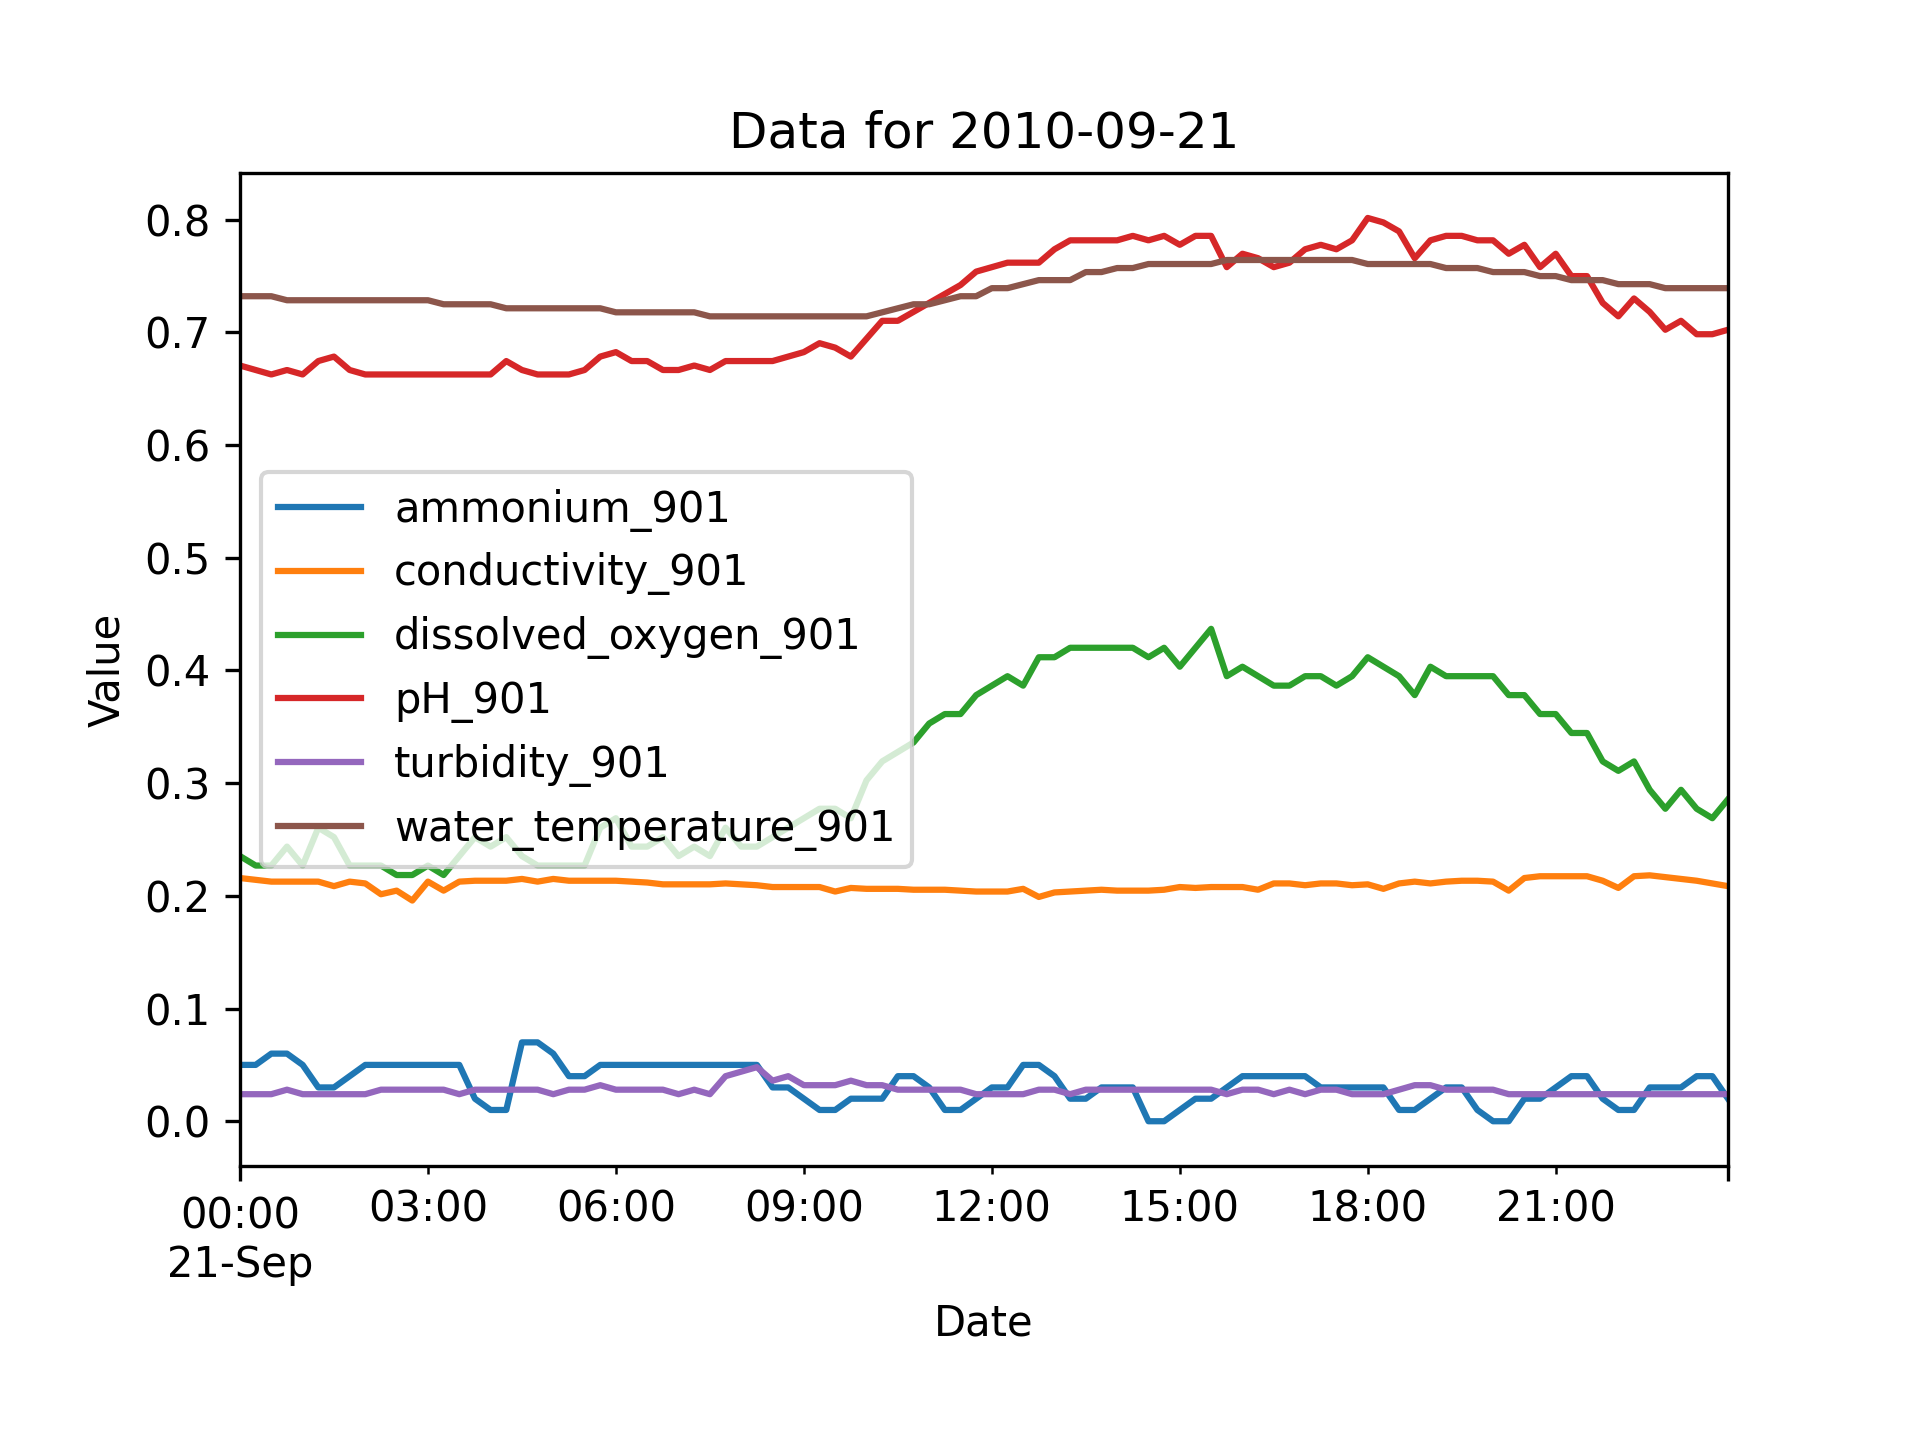 Data for 2010-09-21
0.8
0.7
0.6
0.5
0.4
0.3
0.2
0.1
0.0
Value
ammonium_901
conductivity_901
dissolved_oxygen_901
pH_901
turbidity_901
water_temperature_901
00:00 03:00 06:00 09:00 12:00 15:00 18:00 21:00
21-Sep
Date